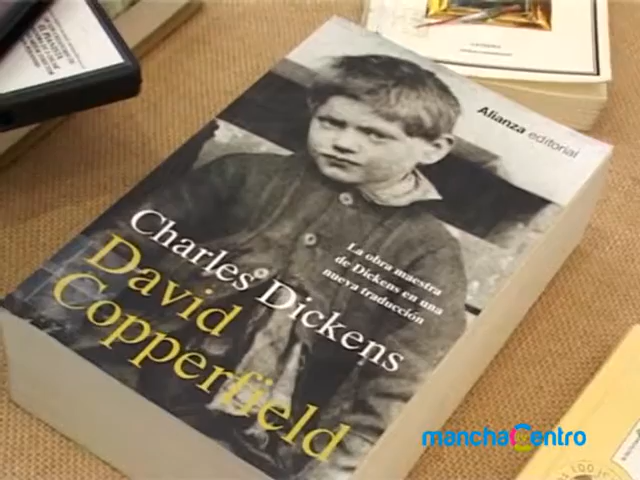 Alianza editorial
La obra maestra
de Dickens en una
nueva traducción
Charles Dickens
David
Copperfield
manchaCentro